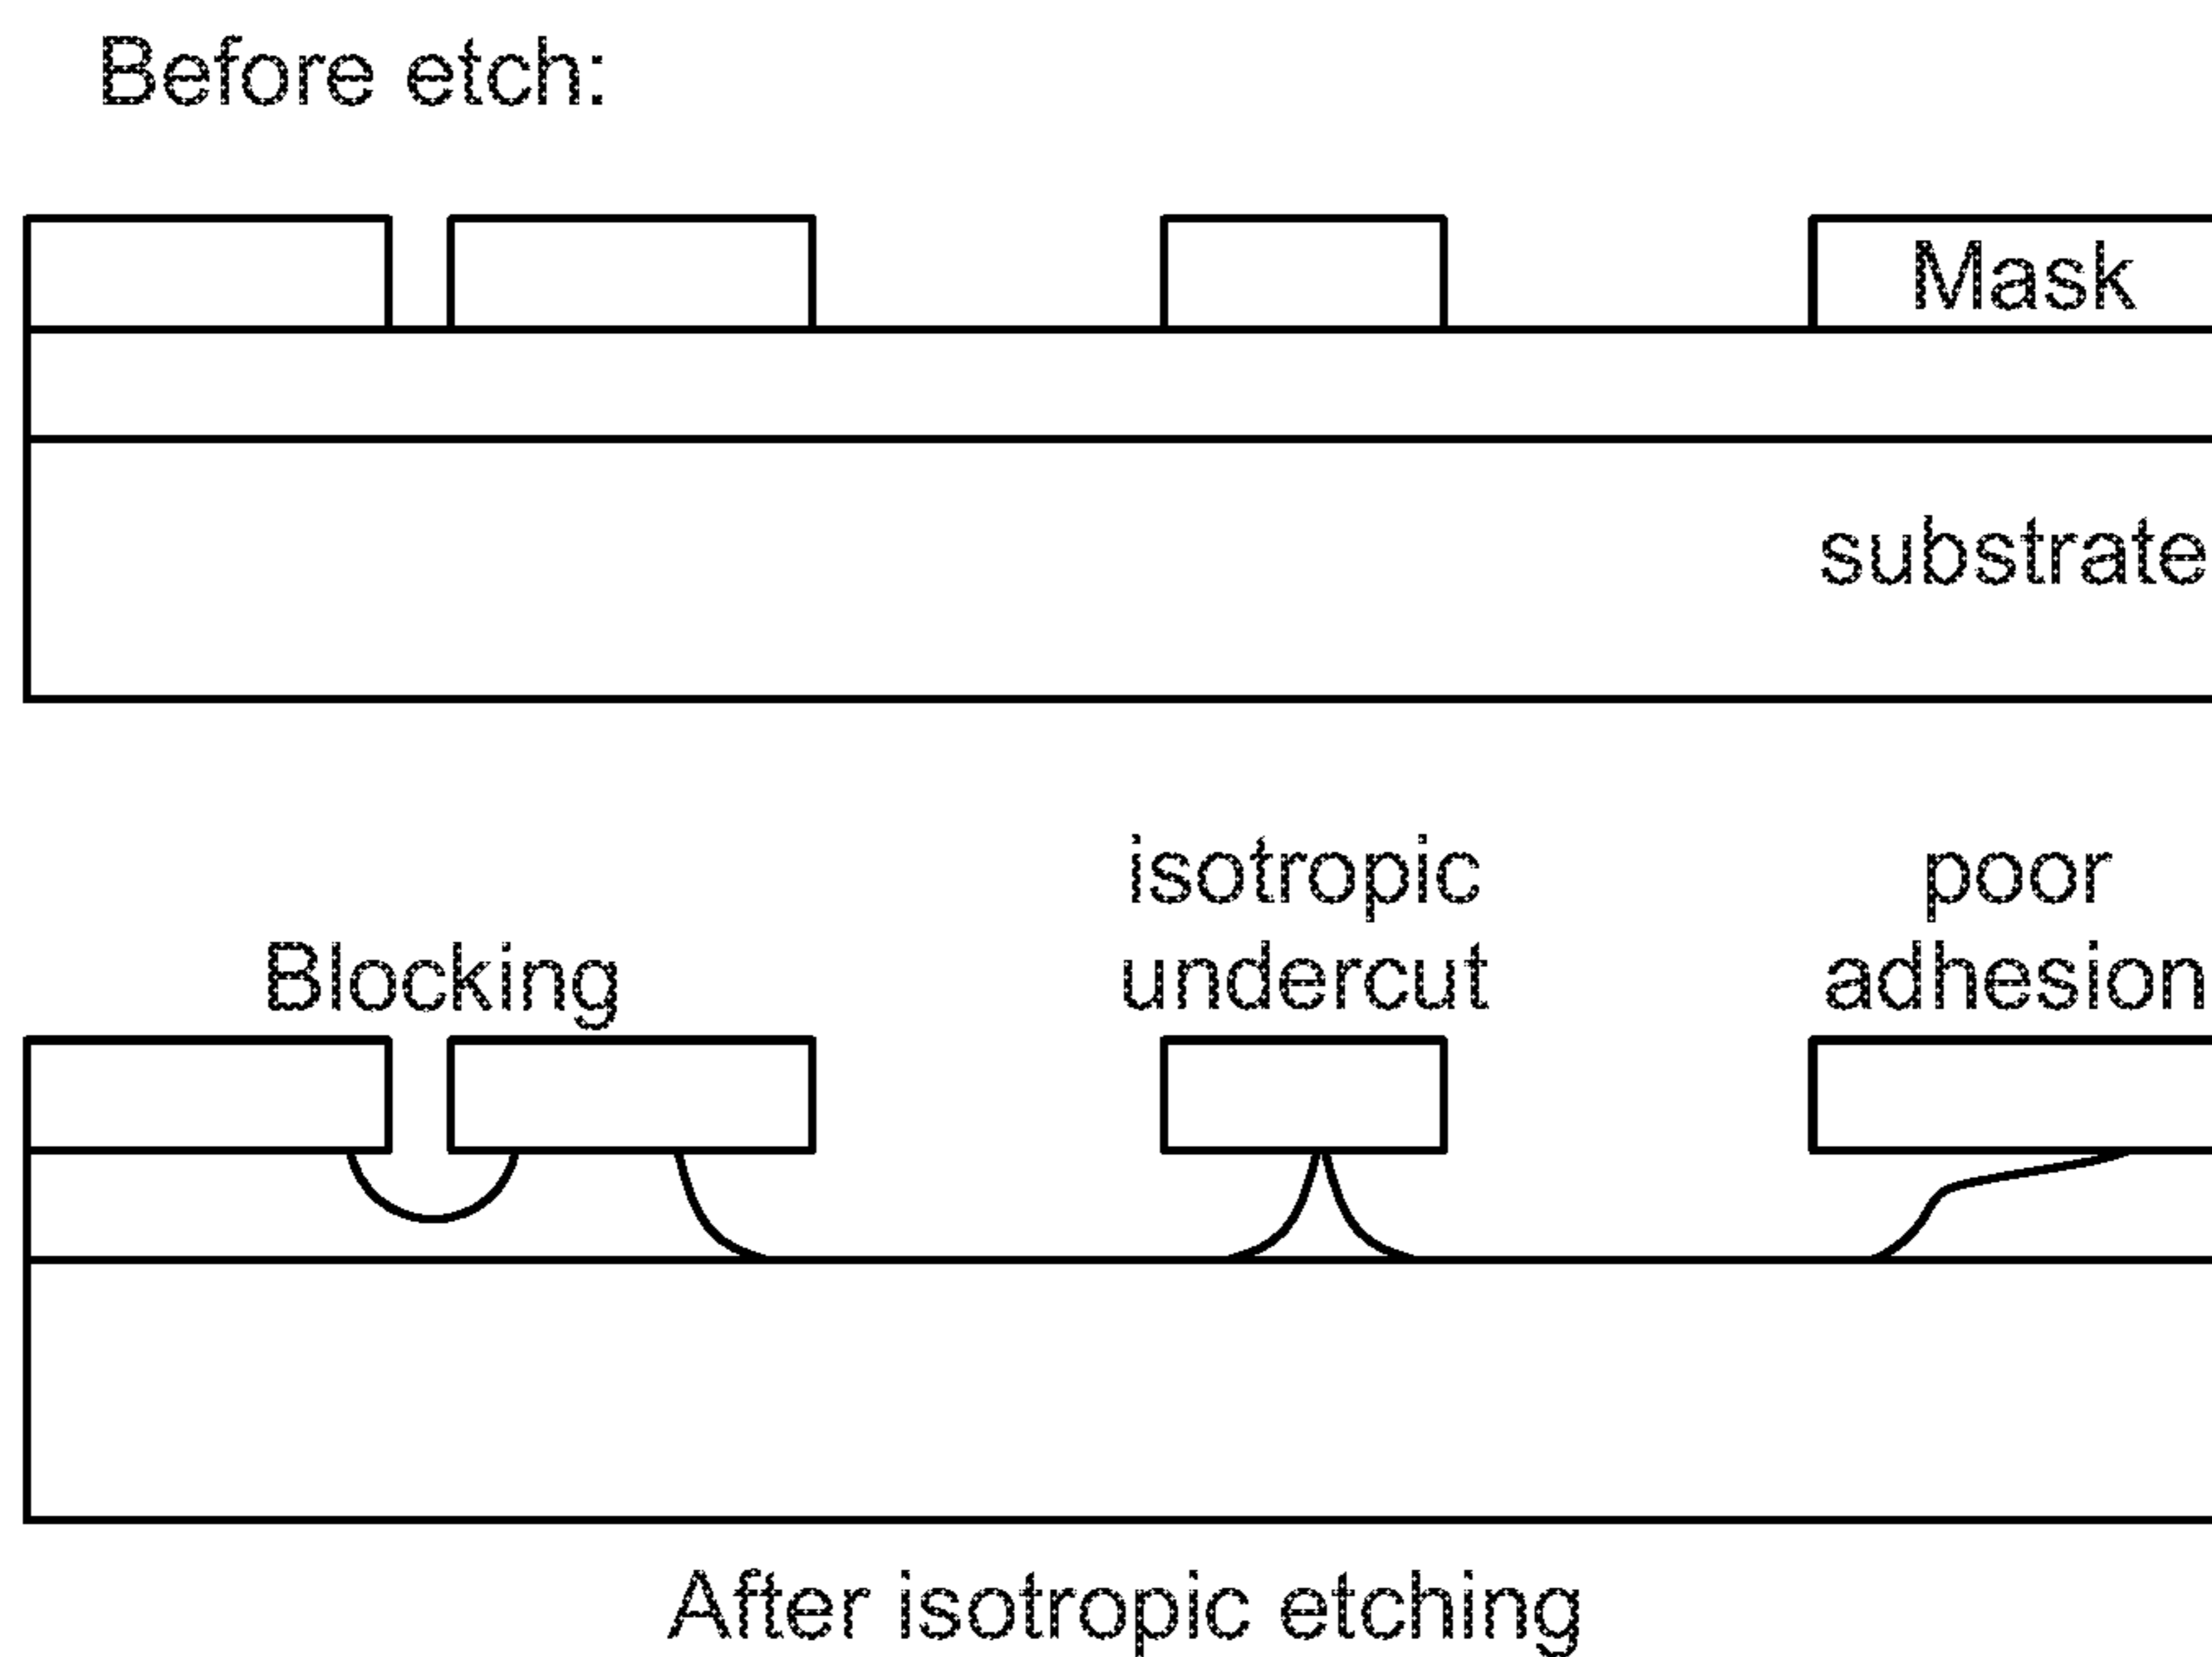 Before etch:
Mask
substrate
isotropic
undercut
poor
adhesion
Blocking
After isotropic etching